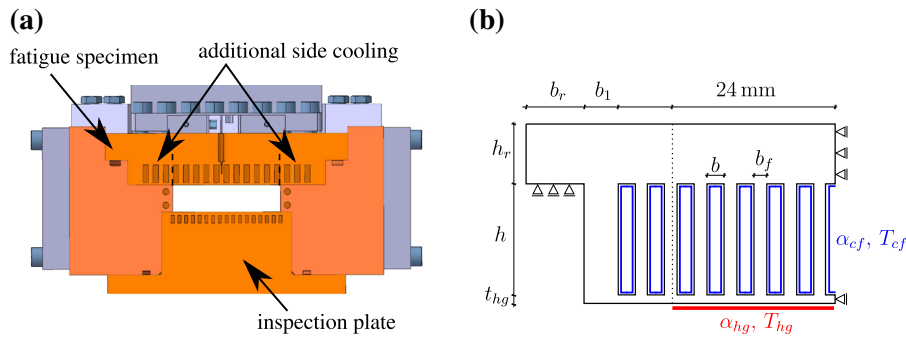 (a)
fatigue specimen
additional side cooling
inspection plate
(b)
b_r
b_1
24 mm
h_r
b
b_f
h
α_cf, T_cf
t_hg
α_hg, T_hg